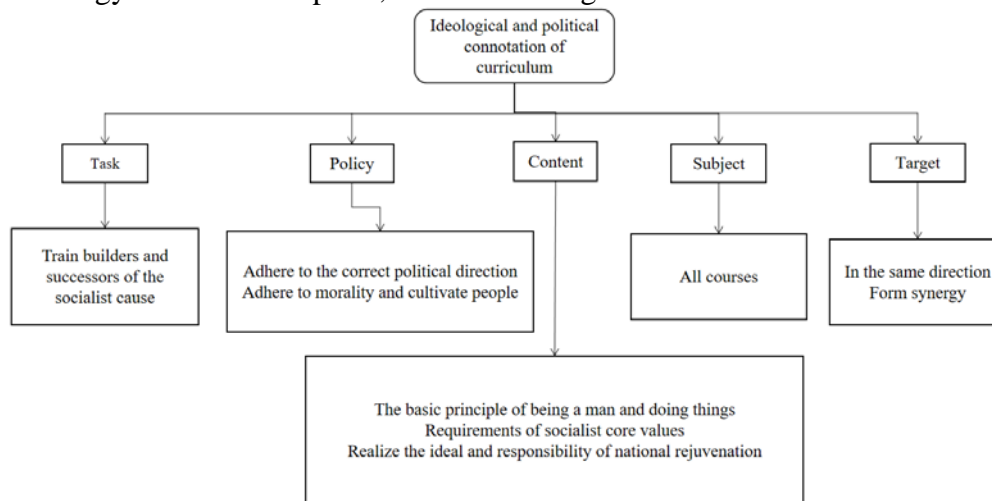 Ideological and political
connotation of
curriculum
Task
Policy
Content
Subject
Target
Train builders and
successors of the
socialist cause
Adhere to the correct political direction
Adhere to morality and cultivate people
All courses
In the same direction
Form synergy
The basic principle of being a man and doing things
Requirements of socialist core values
Realize the ideal and responsibility of national rejuvenation